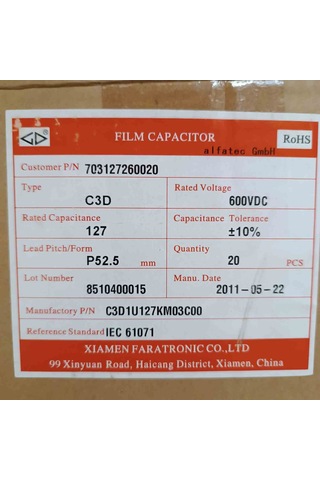 FILM CAPACITOR
RoHS
alfatec GmbH
Customer P/N 703127260020
Type C3D Rated Voltage 600VDC
Rated Capacitance 127 Capacitance Tolerance ±10%
Lead Pitch/Form P52.5 mm Quantity 20 PCS
Lot Number 8510400015 Manu. Date 2011-05-22
Manufactory P/N C3D1U127KM03C00
Reference Standard IEC 61071
XIAMEN FARATRONIC CO.,LTD
99 Xinyuan Road, Haicang District, Xiamen, China